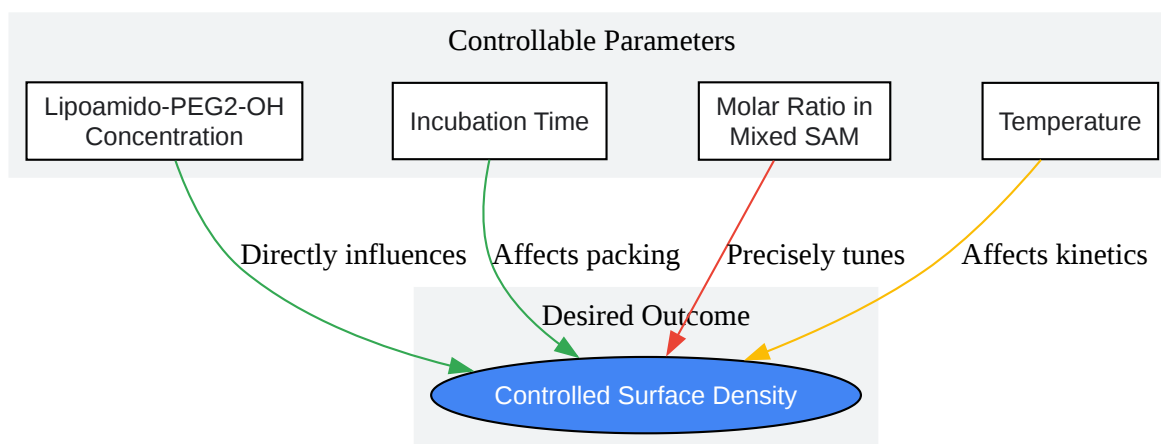 Controllable Parameters
Lipoamido-PEG2-OH
Concentration
Incubation Time
Molar Ratio in
Mixed SAM
Temperature
Directly influences
Affects packing
Precisely tunes
Affects kinetics
Desired Outcome
Controlled Surface Density